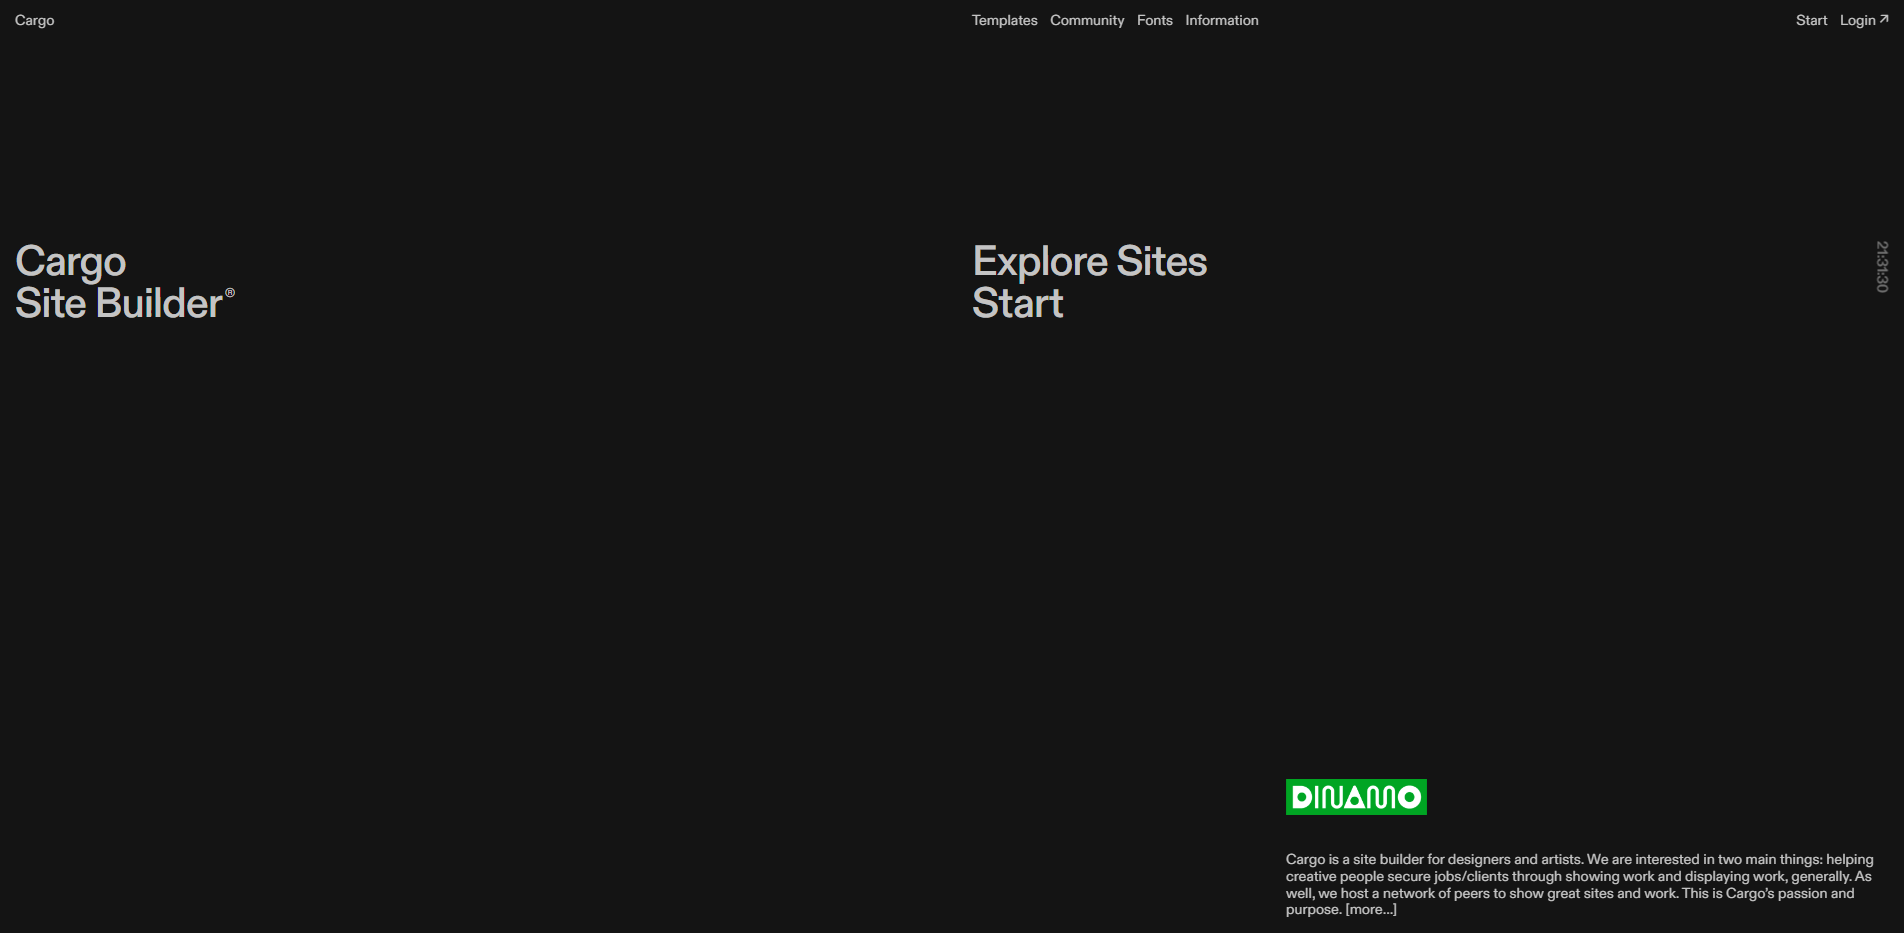 Cargo
Templates Community Fonts Information
Start Login ↗
Cargo
Site Builder®
Explore Sites
Start
21:31:30
DINAMO
Cargo is a site builder for designers and artists. We are interested in two main things: helping
creative people secure jobs/clients through showing work and displaying work, generally. As
well, we host a network of peers to show great sites and work. This is Cargo’s passion and
purpose. [more...]